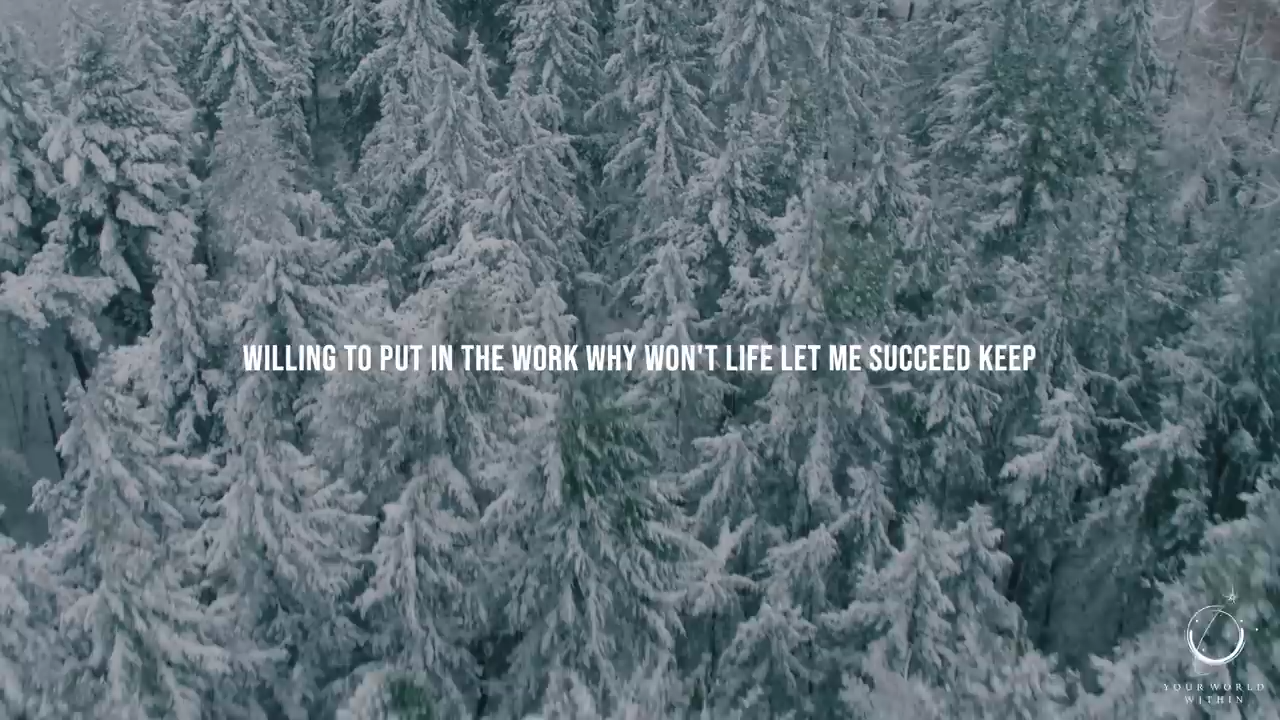 WILLING TO PUT IN THE WORK WHY WON'T LIFE LET ME SUCCEED KEEP
YOUR WORLD
WITHIN